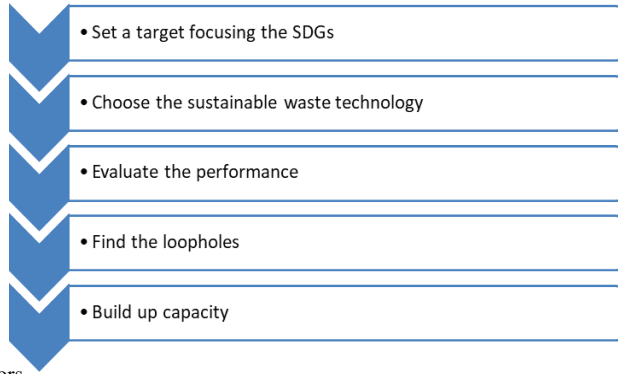 • Set a target focusing the SDGs
• Choose the sustainable waste technology
• Evaluate the performance
• Find the loopholes
• Build up capacity